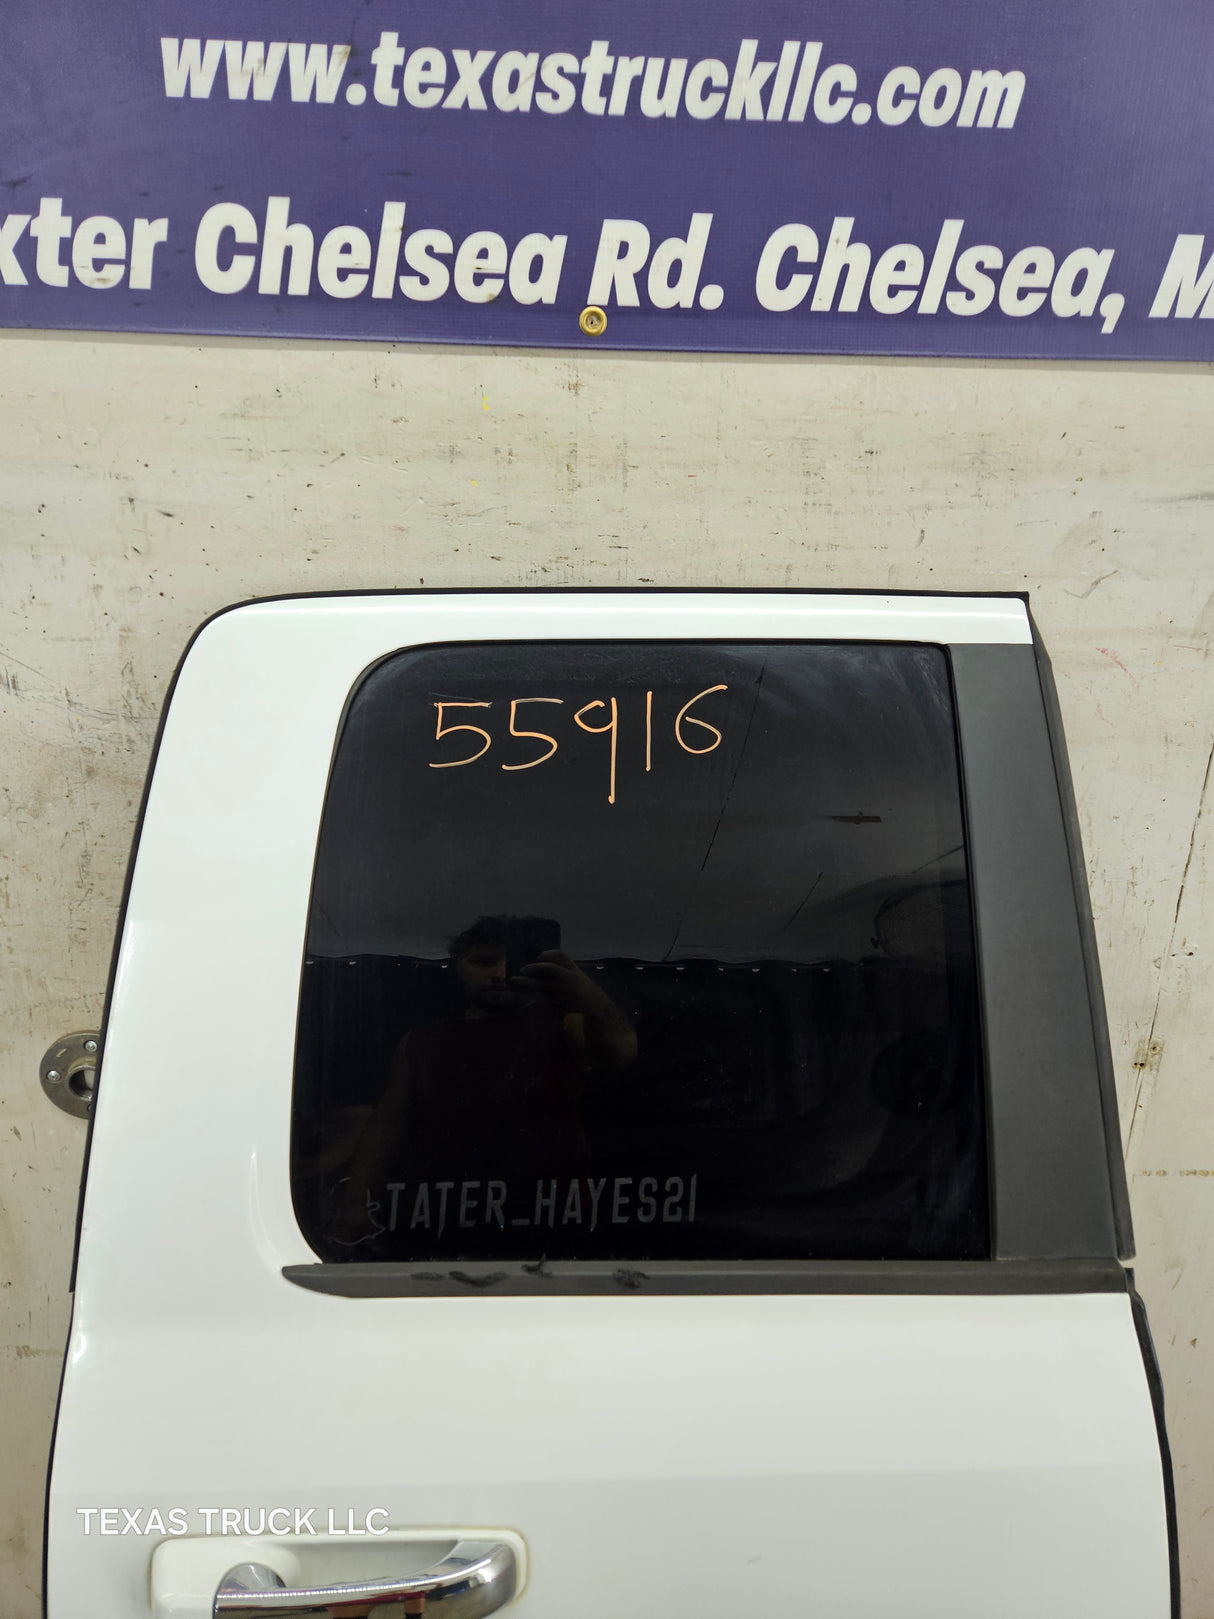 www.texastruckllc.com
xter Chelsea Rd. Chelsea, M
55916
TATER_HAYES21
TEXAS TRUCK LLC